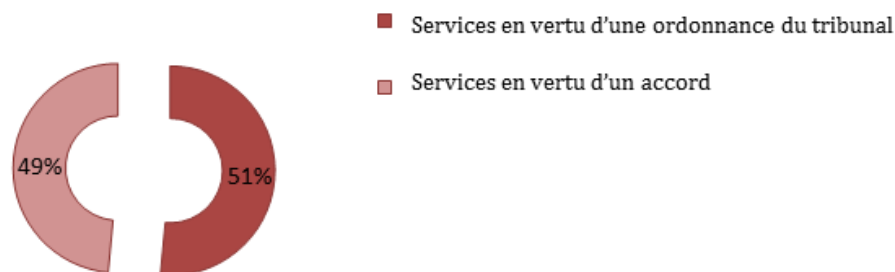 Services en vertu d’une ordonnance du tribunal
Services en vertu d’un accord
49%
51%